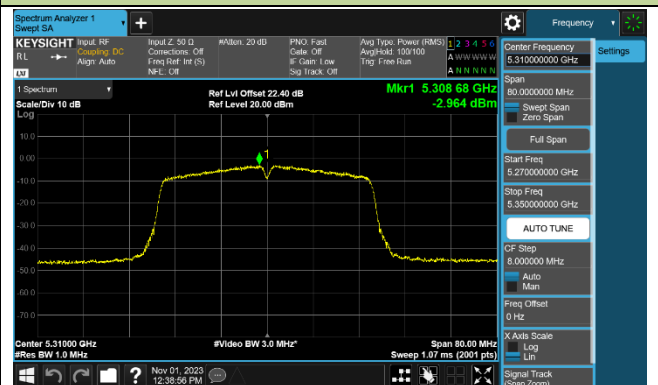 Spectrum Analyzer 1
Swept SA
+
Frequency
KEYSIGHT
RL
LXI
Input: RF
Coupling: DC
Align: Auto
Input Z: 50 Ω
Corrections: Off
Freq Ref: Int (S)
NFE: Off
#Atten: 20 dB
PNO: Fast
Gate: Off
IF Gain: Low
Sig Track: Off
Avg Type: Power (RMS)
Avg|Hold: 100/100
Trig: Free Run
1 2 3 4 5 6
A W W W W W
A N N N N N
1 Spectrum
Scale/Div 10 dB
Log
Ref Lvl Offset 22.40 dB
Ref Level 20.00 dBm
Mkr1 5.308 68 GHz
-2.964 dBm
1
10.0
0.00
-10.0
-20.0
-30.0
-40.0
-50.0
-60.0
-70.0
Center 5.31000 GHz
#Res BW 1.0 MHz
#Video BW 3.0 MHz*
Span 80.00 MHz
Sweep 1.07 ms (2001 pts)
Nov 01, 2023
12:38:56 PM
Center Frequency
5.310000000 GHz
Settings
Span
80.0000000 MHz
Swept Span
Zero Span
Full Span
Start Freq
5.270000000 GHz
Stop Freq
5.350000000 GHz
AUTO TUNE
CF Step
8.000000 MHz
Auto
Man
Freq Offset
0 Hz
X Axis Scale
Log
Lin
Signal Track
(Span Zoom)